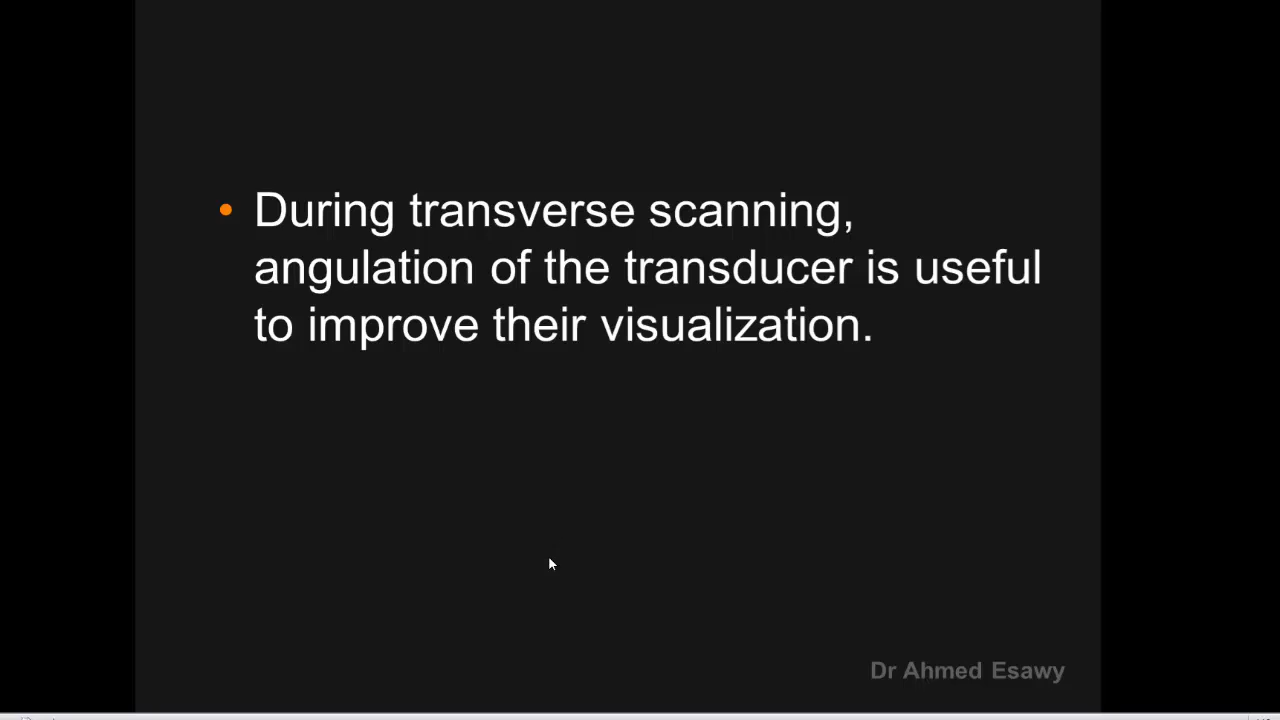 • During transverse scanning,
angulation of the transducer is useful
to improve their visualization.
Dr Ahmed Esawy